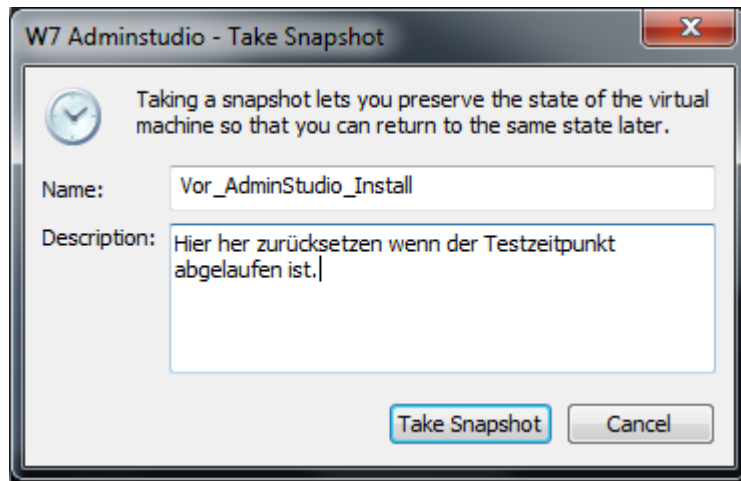 W7 Adminstudio - Take Snapshot
Taking a snapshot lets you preserve the state of the virtual
machine so that you can return to the same state later.
Name: Vor_AdminStudio_Install
Description: Hier her zurücksetzen wenn der Testzeitpunkt
abgelaufen ist.
Take Snapshot Cancel